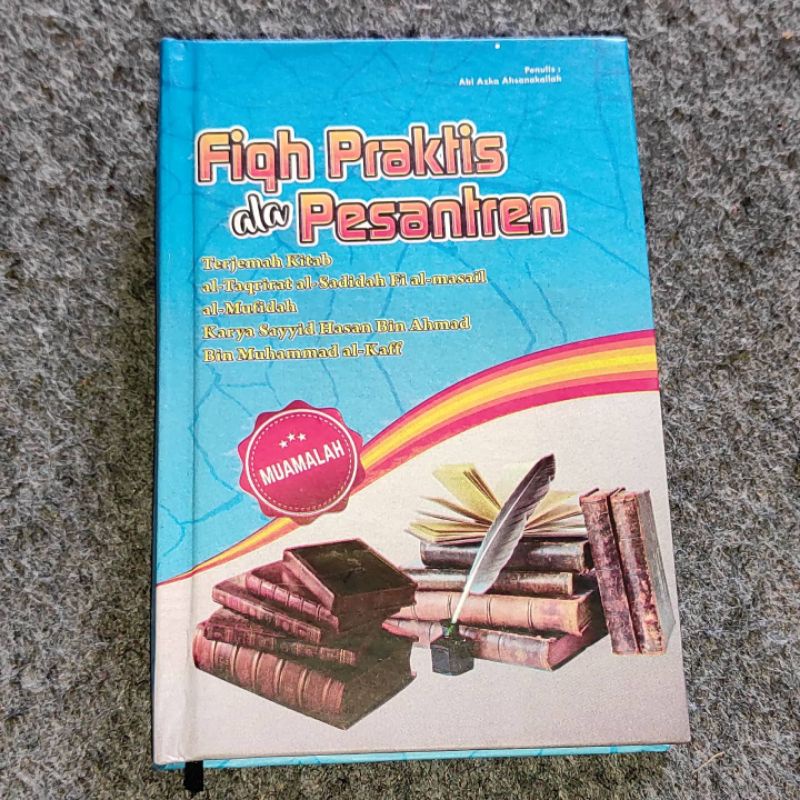 Penulis :
Abi Azka Ahsanakallah
Fiqh Praktis
ala Pesantren
Terjemah Kitab
al-Taqrirat al-Sadidah Fi al-masail
al-Mufidah
Karya Sayyid Hasan Bin Ahmad
Bin Muhammad al-Kaff
MUAMALAH